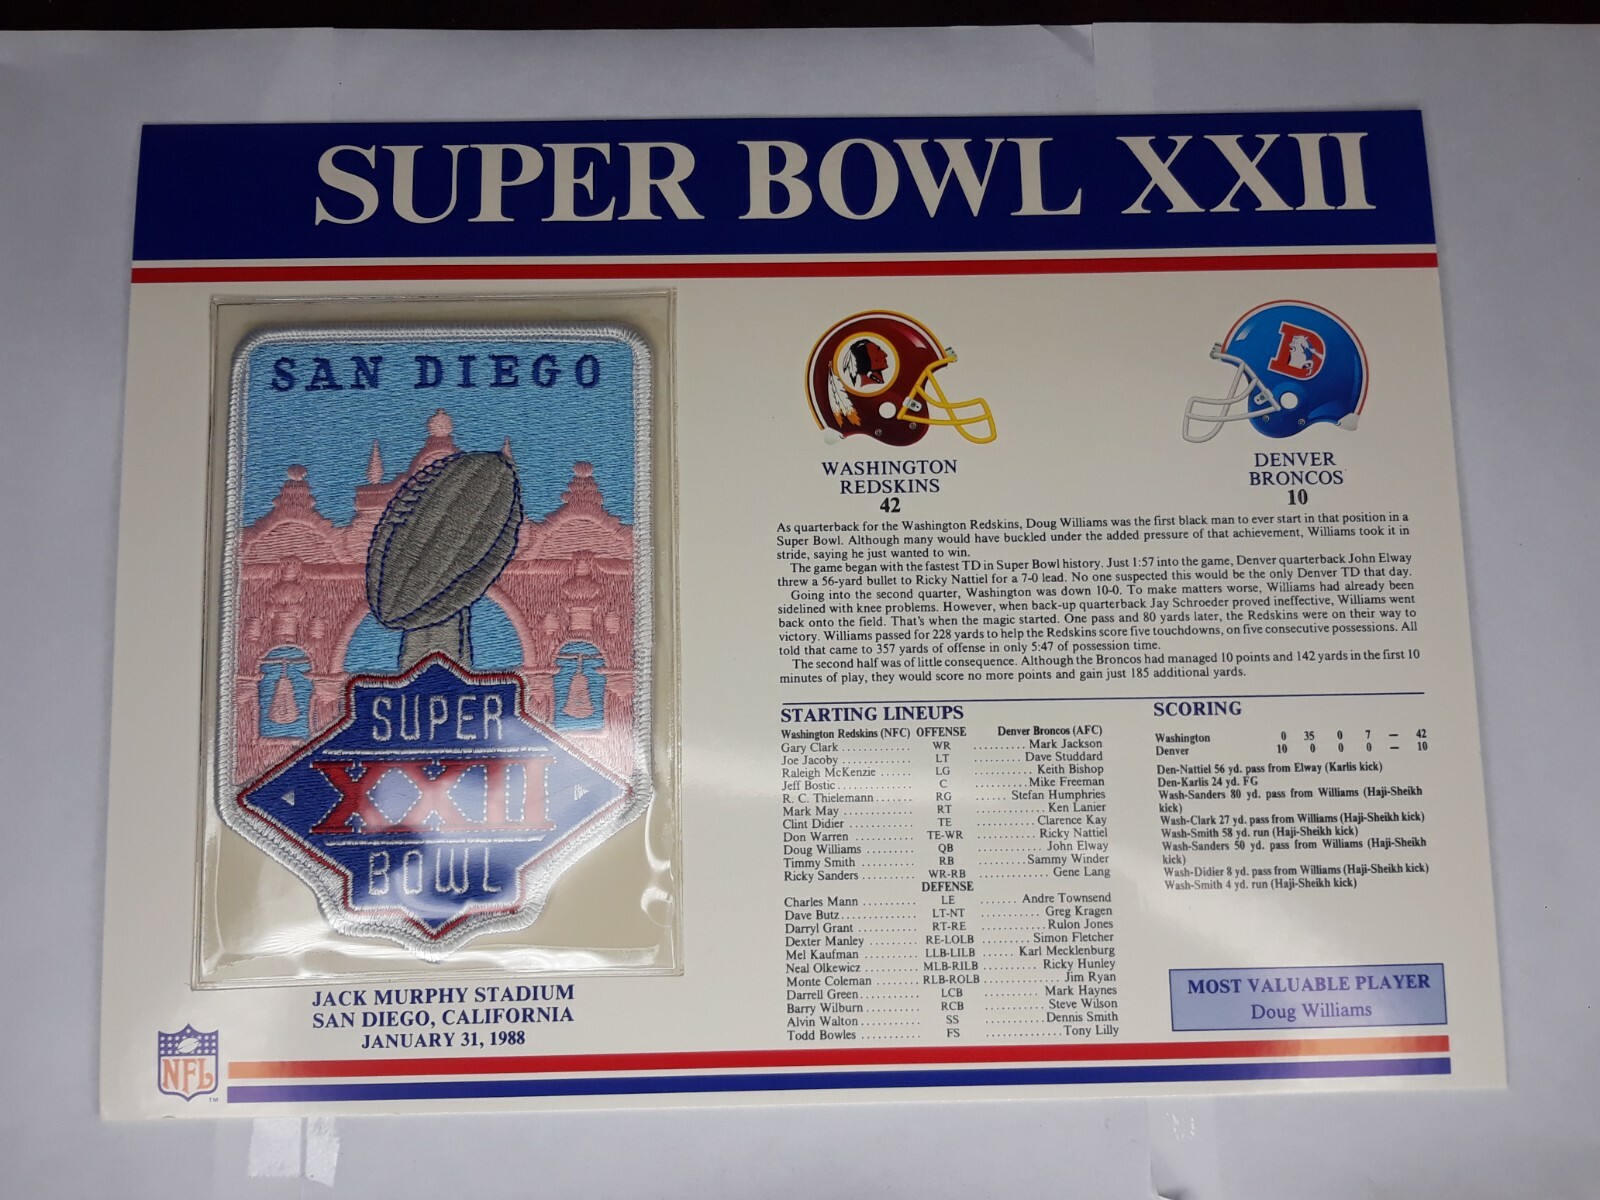 SUPER BOWL XXII
SAN DIEGO
SUPER
XXII
BOWL
JACK MURPHY STADIUM
SAN DIEGO, CALIFORNIA
JANUARY 31, 1988
NFL
TM
WASHINGTON
REDSKINS
42
D
DENVER
BRONCOS
10
As quarterback for the Washington Redskins, Doug Williams was the first black man to ever start in that position in a
Super Bowl. Although many would have buckled under the added pressure of that achievement, Williams took it in
stride, saying he just wanted to win.
The game began with the fastest TD in Super Bowl history. Just 1:57 into the game, Denver quarterback John Elway
threw a 56-yard bullet to Ricky Nattiel for a 7-0 lead. No one suspected this would be the only Denver TD that day.
Going into the second quarter, Washington was down 10-0. To make matters worse, Williams had already been
sidelined with knee problems. However, when back-up quarterback Jay Schroeder proved ineffective, Williams went
back onto the field. That's when the magic started. One pass and 80 yards later, the Redskins were on their way to
victory. Williams passed for 228 yards to help the Redskins score five touchdowns, on five consecutive possessions. All
told that came to 357 yards of offense in only 5:47 of possession time.
The second half was of little consequence. Although the Broncos had managed 10 points and 142 yards in the first 10
minutes of play, they would score no more points and gain just 185 additional yards.
STARTING LINEUPS
Washington Redskins (NFC) OFFENSE Denver Broncos (AFC)
Gary Clark ............ WR ......... Mark Jackson
Joe Jacoby ............ LT ......... Dave Studdard
Raleigh McKenzie ...... LG ........... Keith Bishop
Jeff Bostic ............ C ......... Mike Freeman
R. C. Thielemann ....... RG ...... Stefan Humphries
Mark May ............ RT ........... Ken Lanier
Clint Didier ........... TE .......... Clarence Kay
Don Warren .......... TE-WR .......... Ricky Nattiel
Doug Williams ......... QB ........... John Elway
Timmy Smith ......... RB ......... Sammy Winder
Ricky Sanders ......... WR-RB ............ Gene Lang
DEFENSE
Charles Mann ......... LE ....... Andre Townsend
Dave Butz ............ LT-NT ........... Greg Kragen
Darryl Grant .......... RT-RE ........... Rulon Jones
Dexter Manley ........ RE-LOLB ......... Simon Fletcher
Mel Kaufman ......... LLB-LILB ...... Karl Mecklenburg
Neal Olkewicz ......... MLB-RILB ......... Ricky Hunley
Monte Coleman ....... RLB-ROLB ............ Jim Ryan
Darrell Green .......... LCB ......... Mark Haynes
Barry Wilburn ......... RCB .......... Steve Wilson
Alvin Walton .......... SS .......... Dennis Smith
Todd Bowles .......... FS ............ Tony Lilly
SCORING
Washington 0 35 0 7 — 42
Denver 10 0 0 0 — 10
Den-Nattiel 56 yd. pass from Elway (Karlis kick)
Den-Karlis 24 yd. FG
Wash-Sanders 80 yd. pass from Williams (Haji-Sheikh
kick)
Wash-Clark 27 yd. pass from Williams (Haji-Sheikh kick)
Wash-Smith 58 yd. run (Haji-Sheikh kick)
Wash-Sanders 50 yd. pass from Williams (Haji-Sheikh
kick)
Wash-Didier 8 yd. pass from Williams (Haji-Sheikh kick)
Wash-Smith 4 yd. run (Haji-Sheikh kick)
MOST VALUABLE PLAYER
Doug Williams